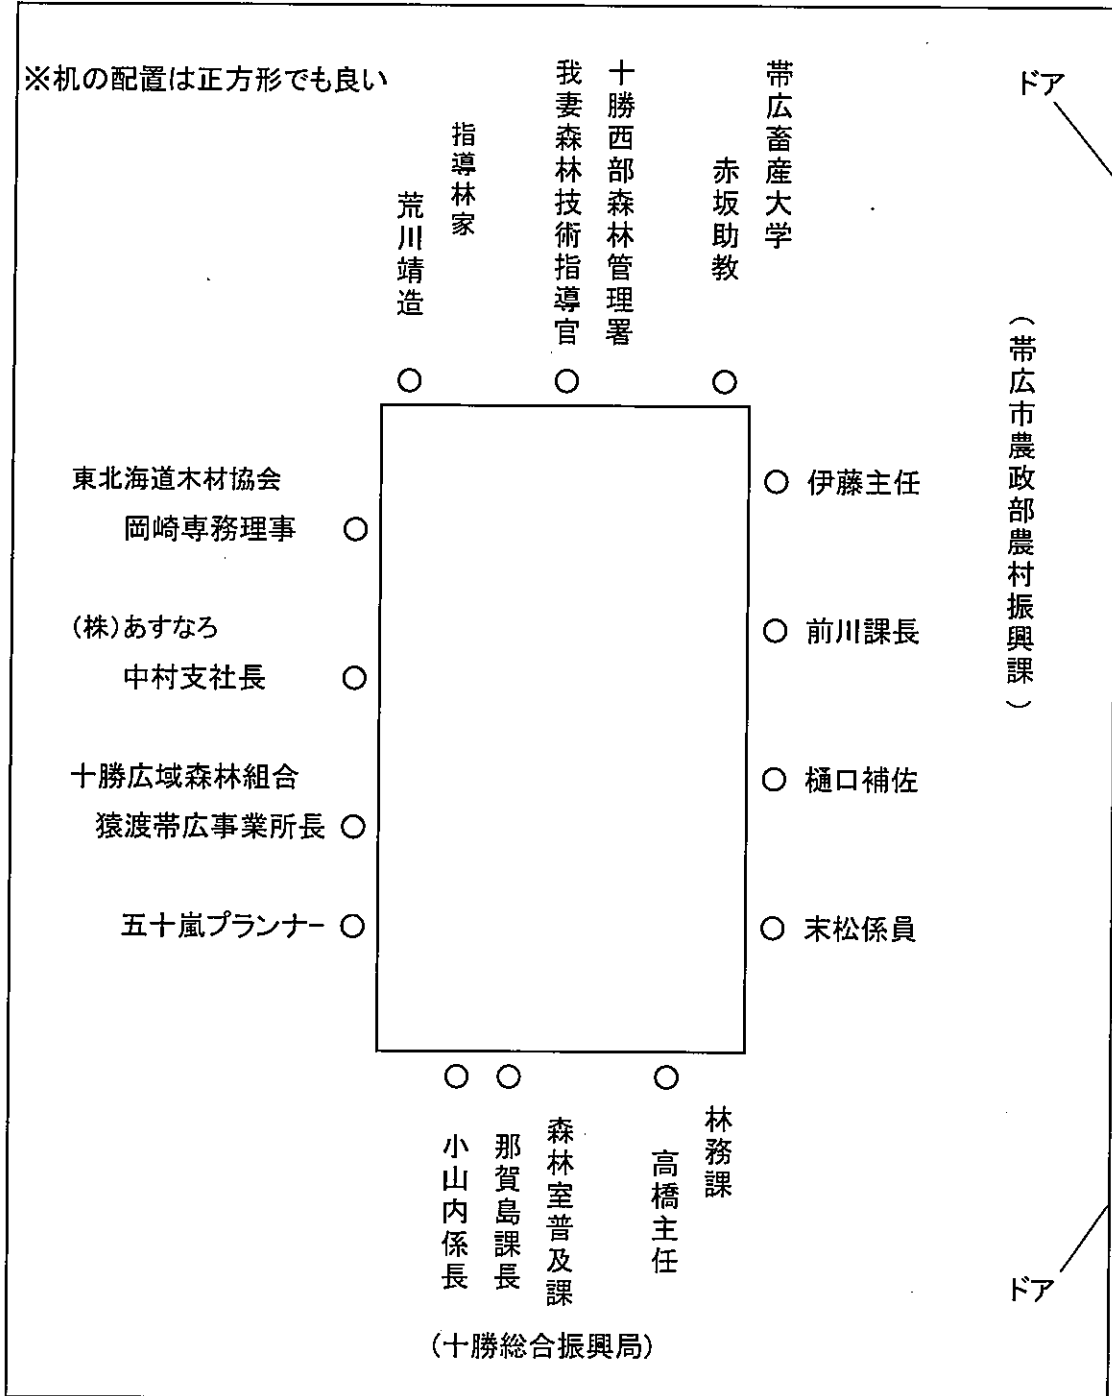 ※机の配置は正方形でも良い
ドア
帯広畜産大学
赤坂助教
十勝西部森林管理署
我妻森林技術指導官
指導林家
荒川靖造
(帯広市農政部農村振興課)
東北海道木材協会
岡崎専務理事
(株)あすなろ
中村支社長
十勝広域森林組合
猿渡帯広事業所長
五十嵐プランナー
伊藤主任
前川課長
樋口補佐
末松係員
林務課
高橋主任
森林室普及課
那賀島課長
小山内係長
(十勝総合振興局)
ドア